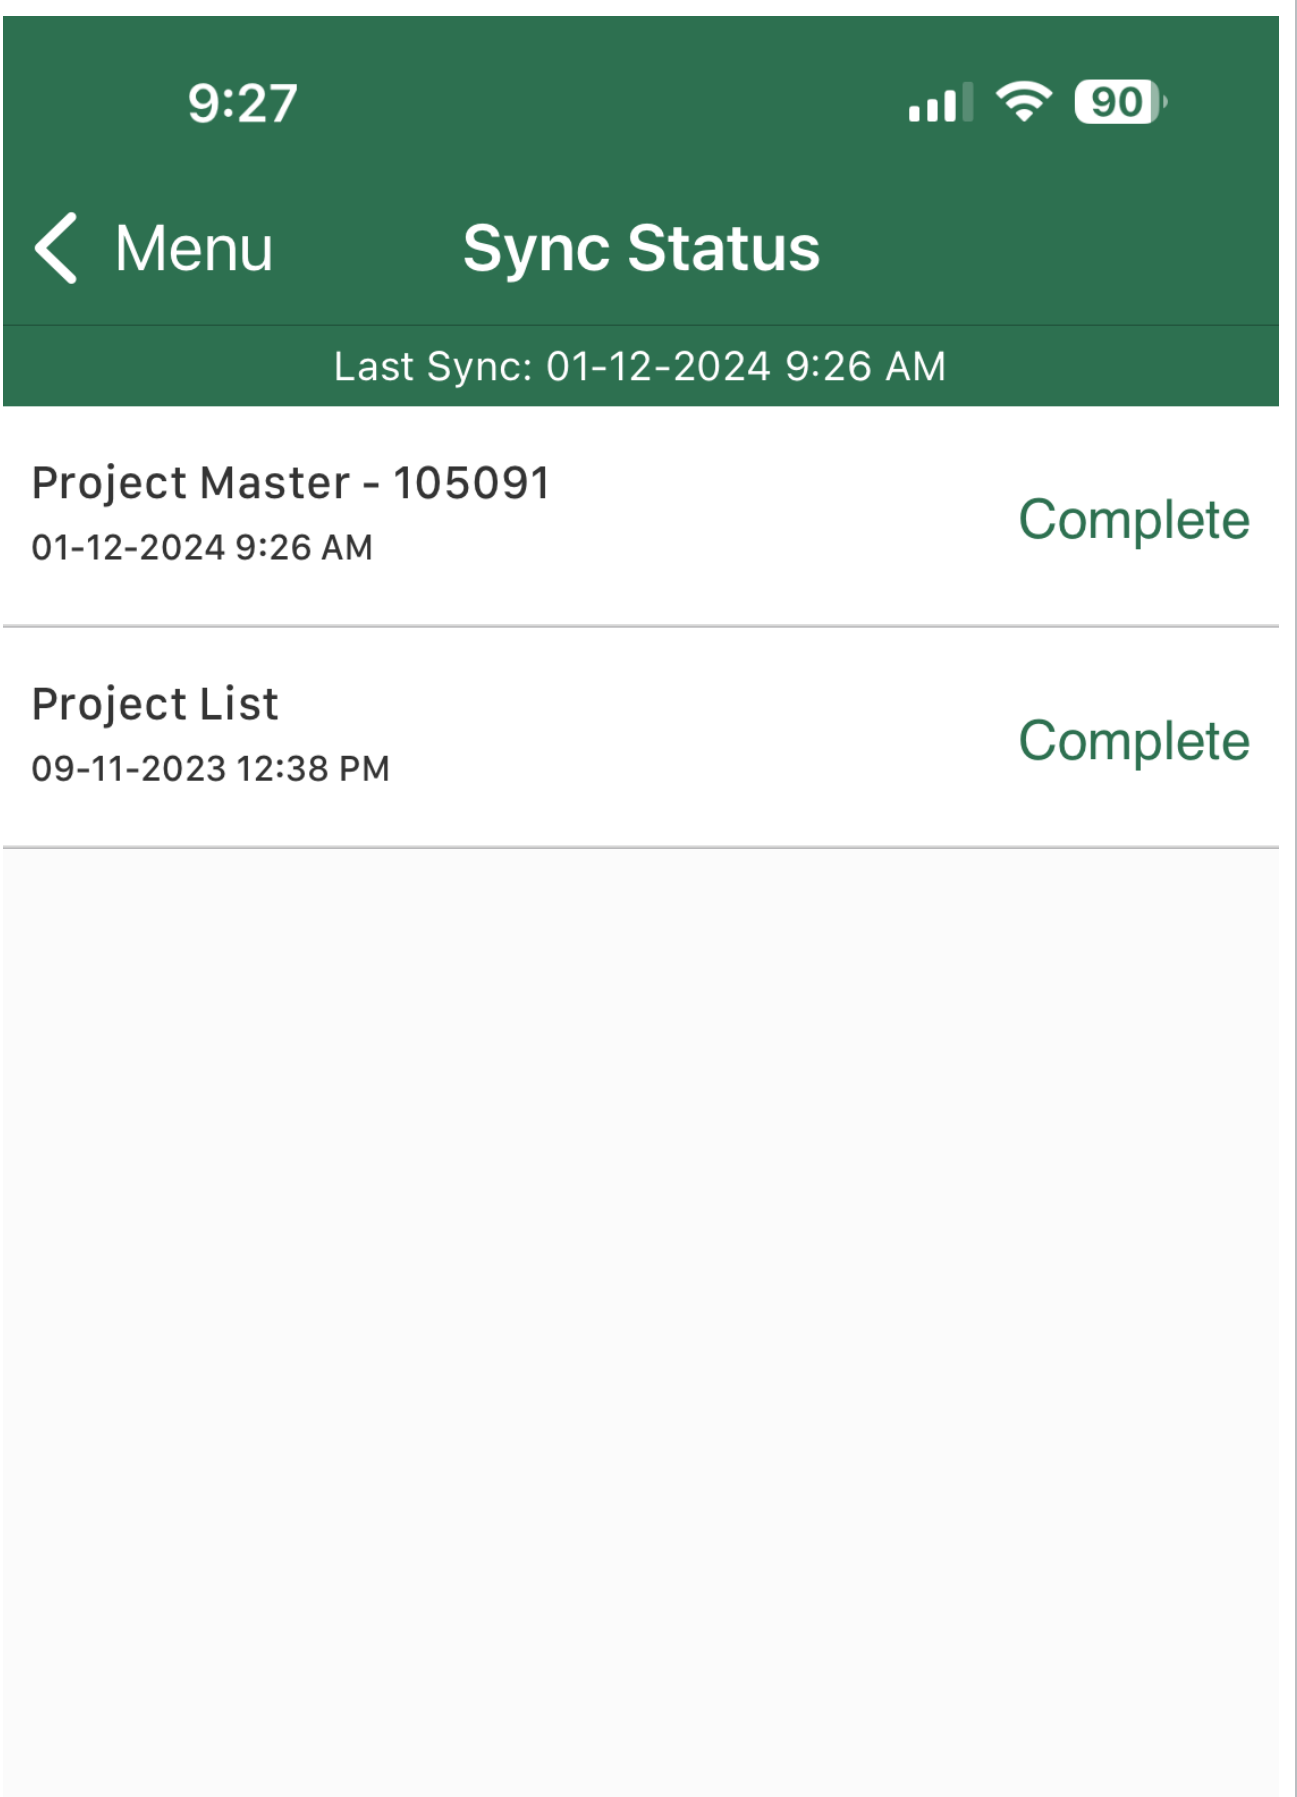 9:27
90
Menu
Sync Status
Last Sync: 01-12-2024 9:26 AM
Project Master - 105091
01-12-2024 9:26 AM
Complete
Project List
09-11-2023 12:38 PM
Complete